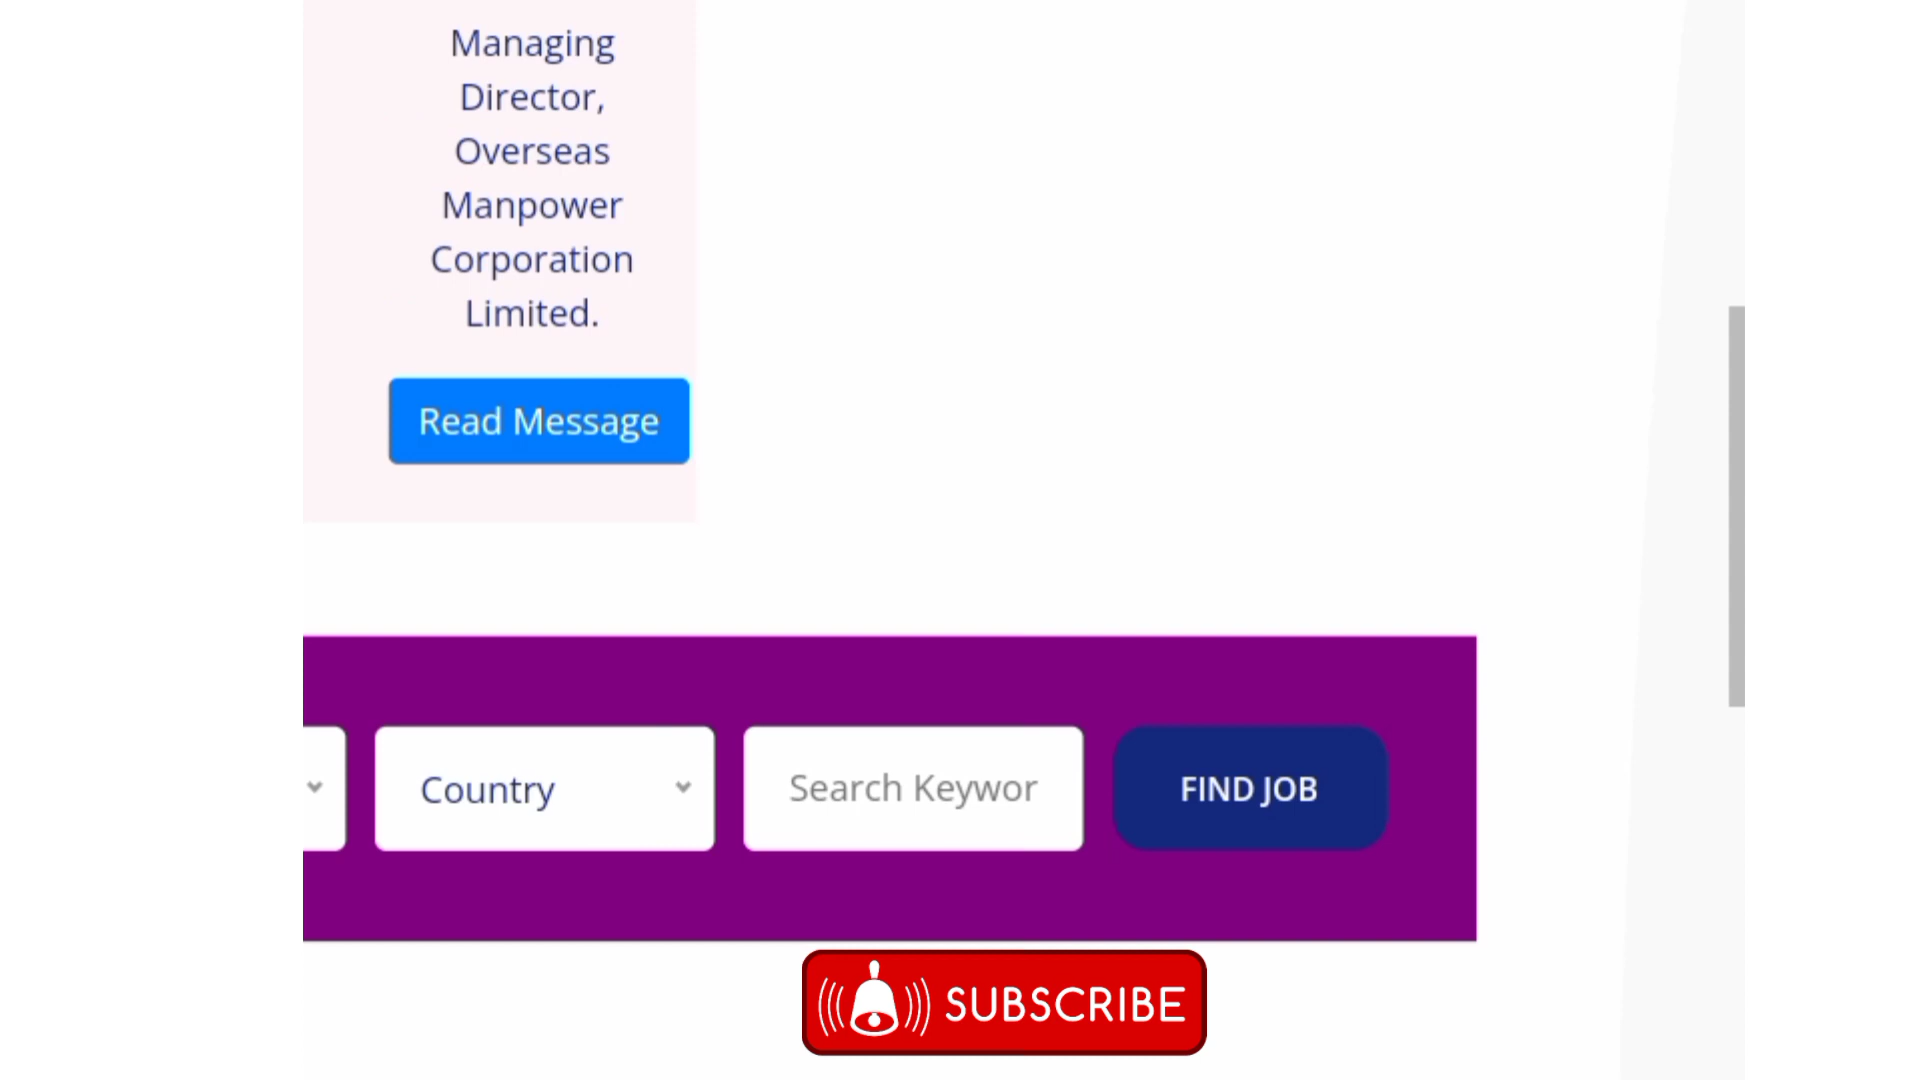 Managing
Director,
Overseas
Manpower
Corporation
Limited.
Read Message
Country
Search Keywor
FIND JOB
SUBSCRIBE